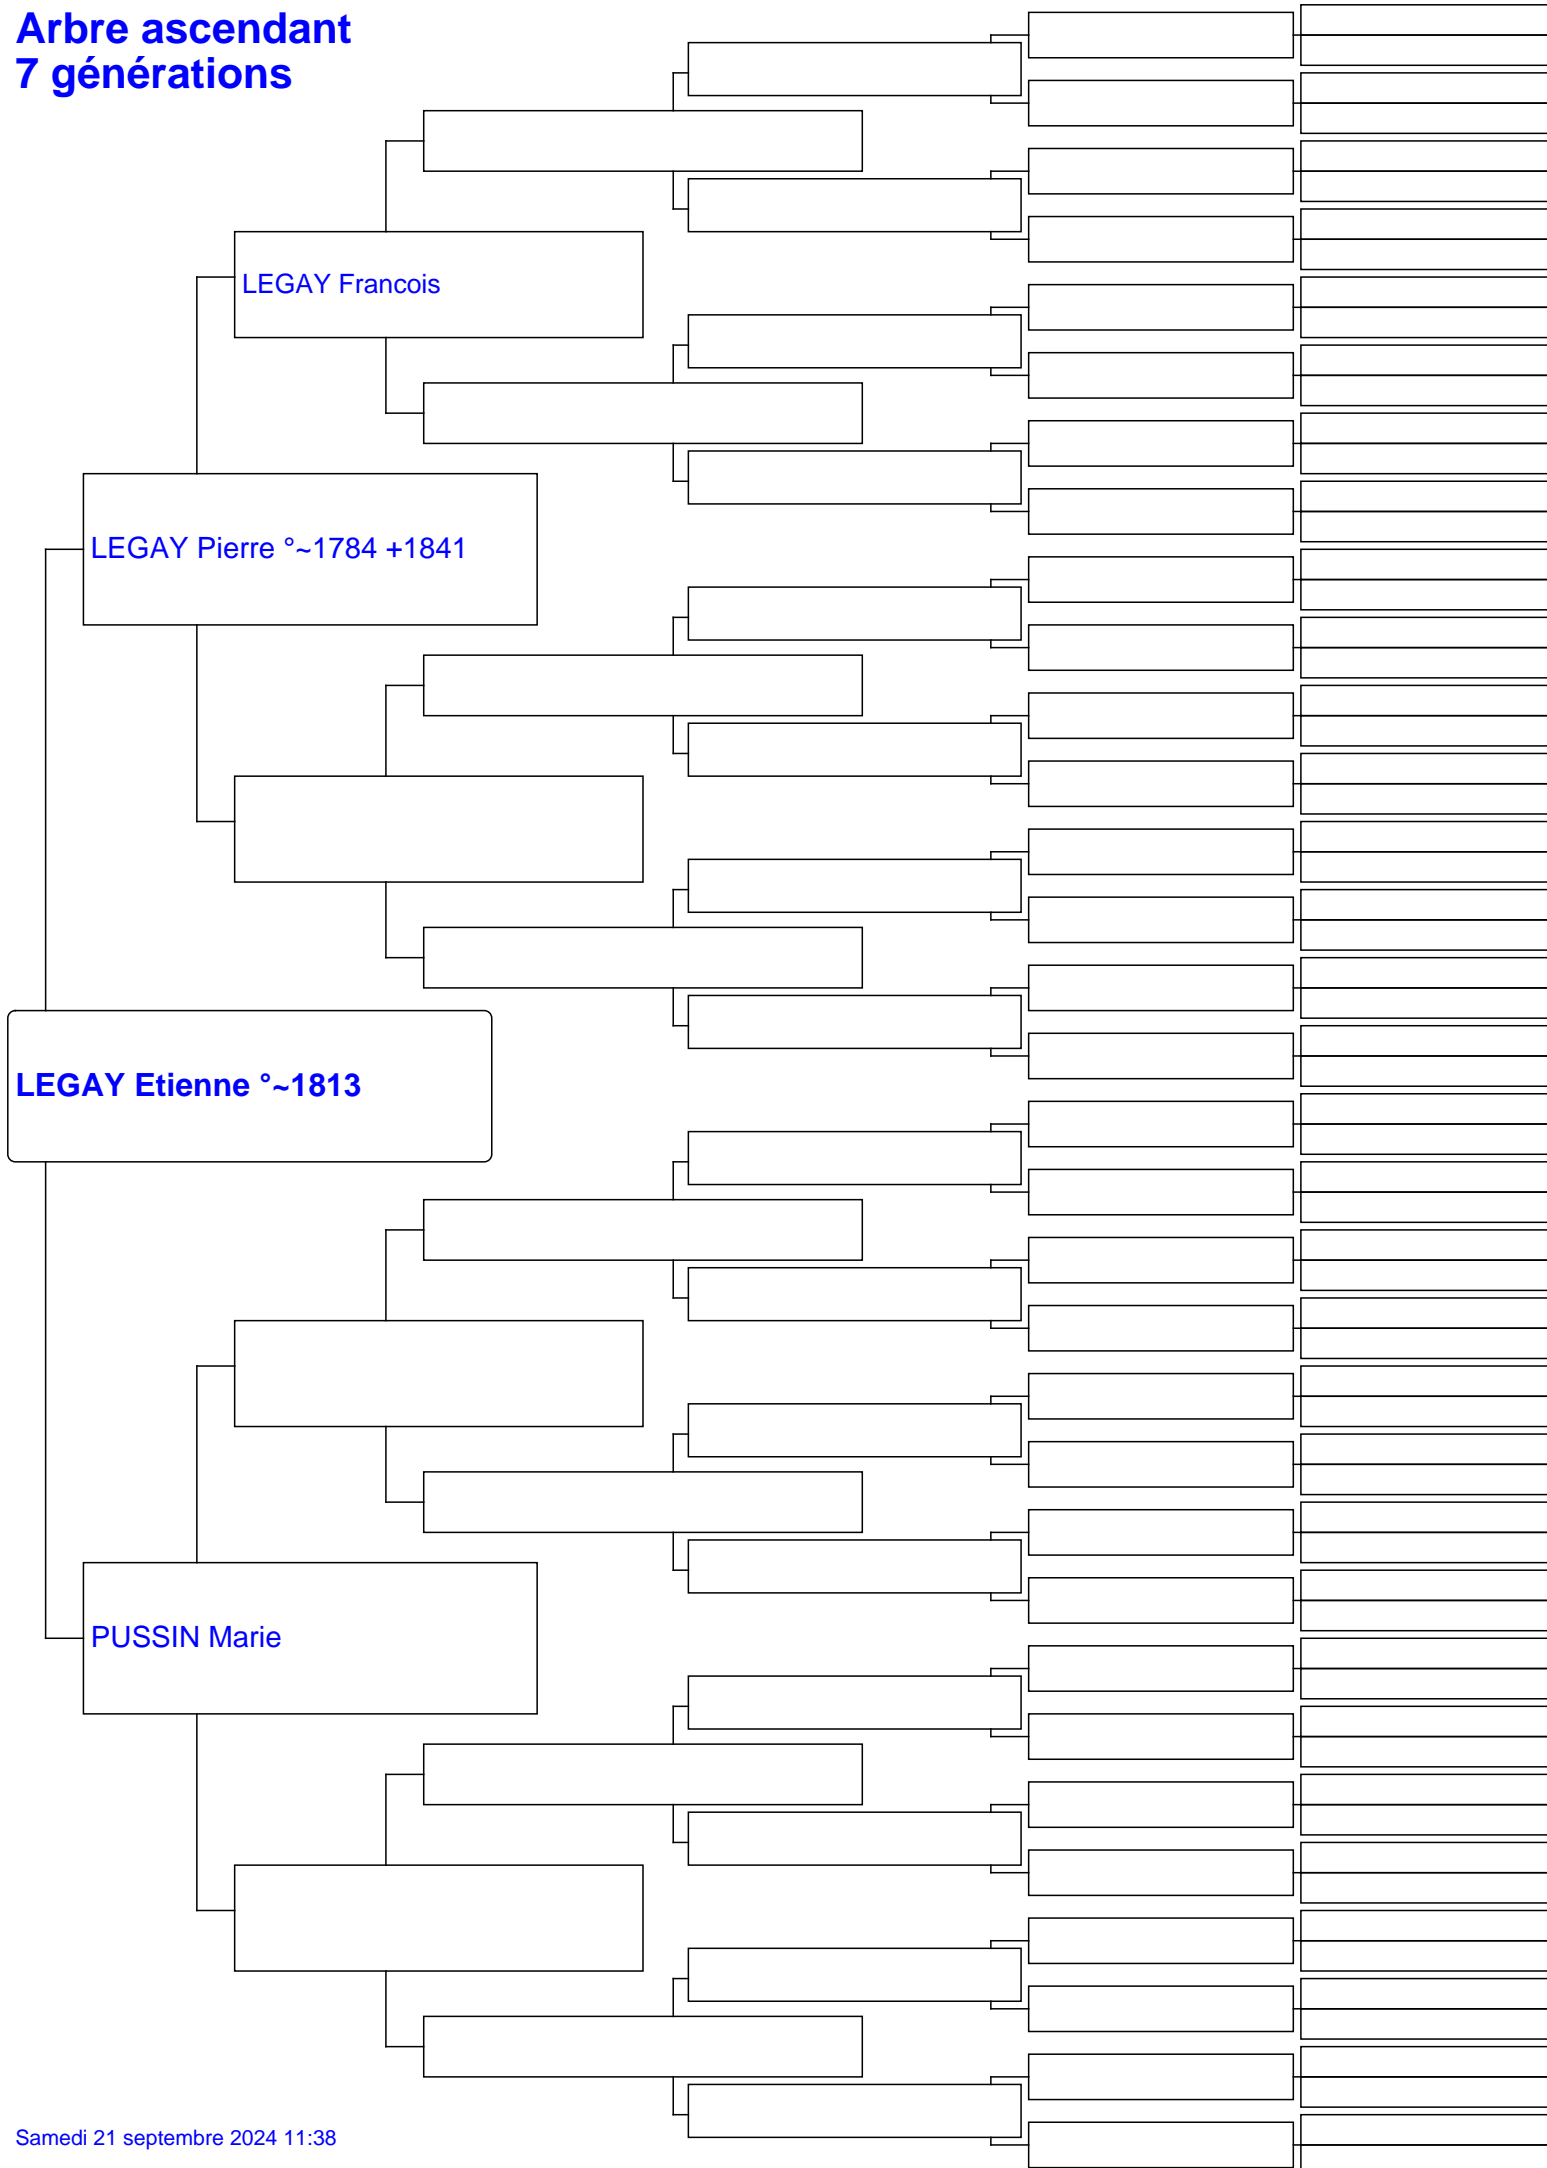 Arbre ascendant
7 générations
LEGAY Francois
LEGAY Pierre °~1784 +1841
LEGAY Etienne °~1813
PUSSIN Marie
Samedi 21 septembre 2024 11:38